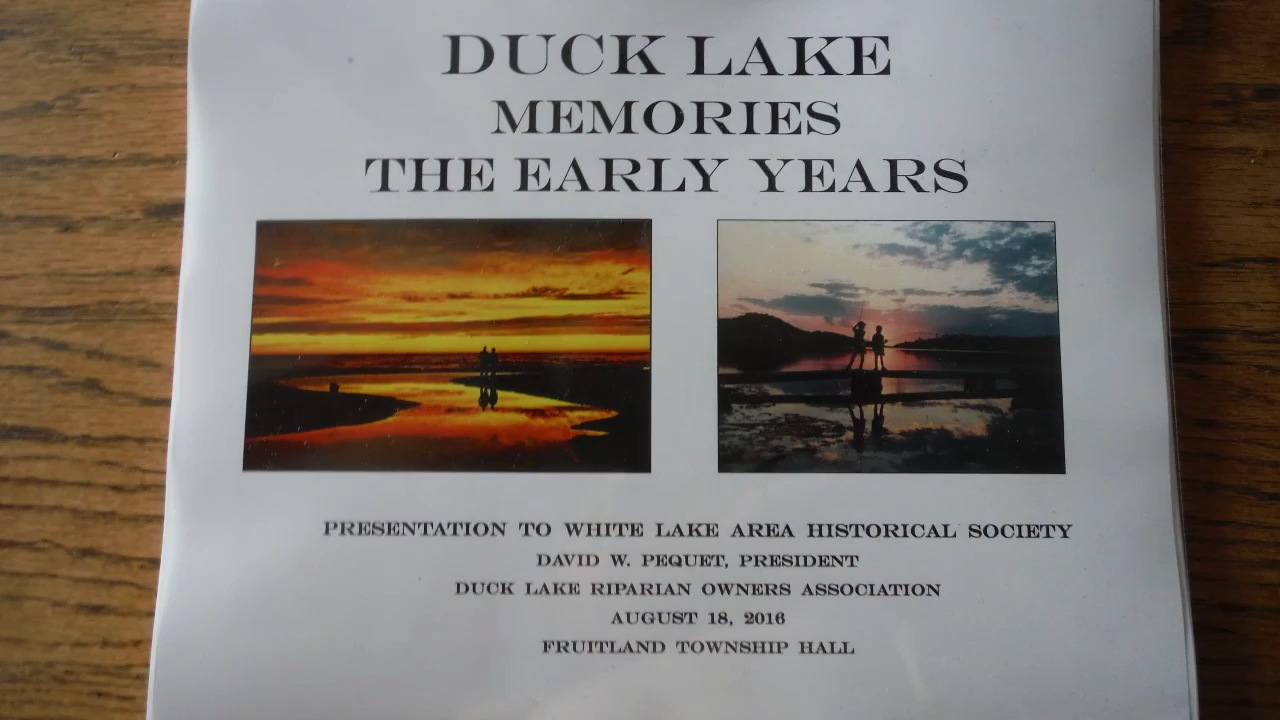 DUCK LAKE
MEMORIES
THE EARLY YEARS
PRESENTATION TO WHITE LAKE AREA HISTORICAL SOCIETY
DAVID W. PEQUET, PRESIDENT
DUCK LAKE RIPARIAN OWNERS ASSOCIATION
AUGUST 18, 2016
FRUITLAND TOWNSHIP HALL